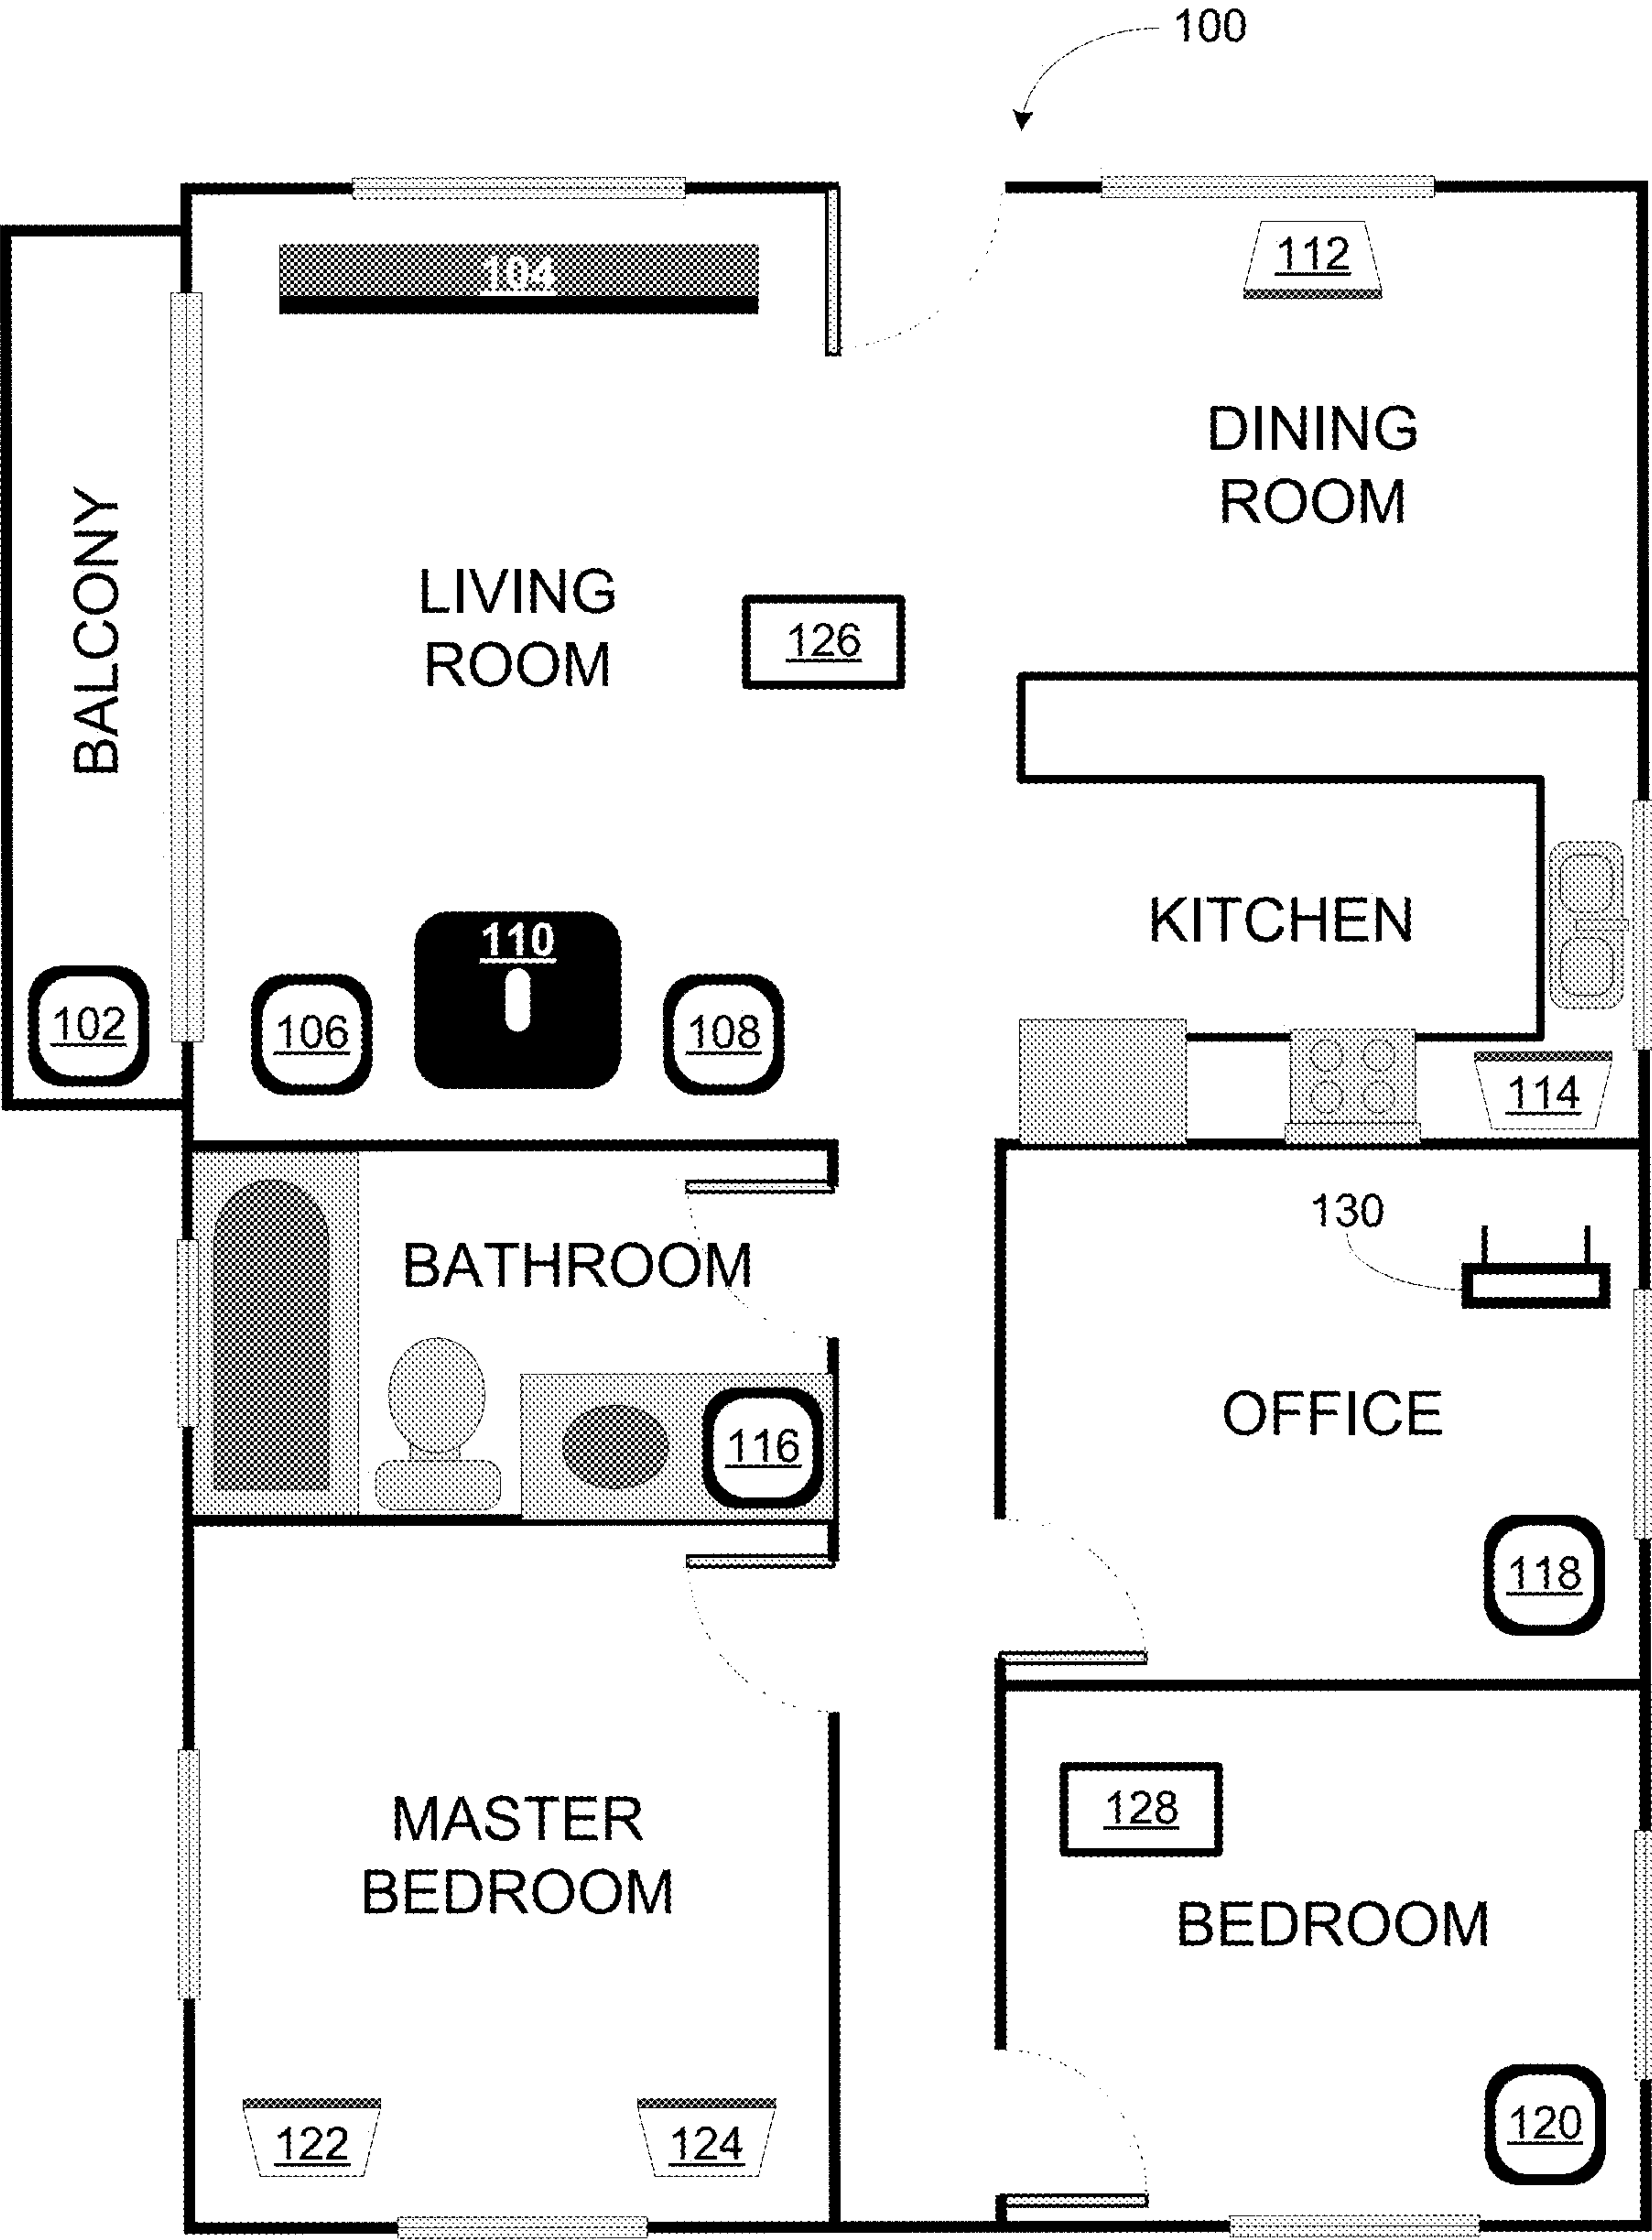 100
104
112
DINING
ROOM
BALCONY
LIVING
ROOM
126
KITCHEN
110
102
106
108
114
130
BATHROOM
OFFICE
116
118
128
MASTER
BEDROOM
BEDROOM
122
124
120